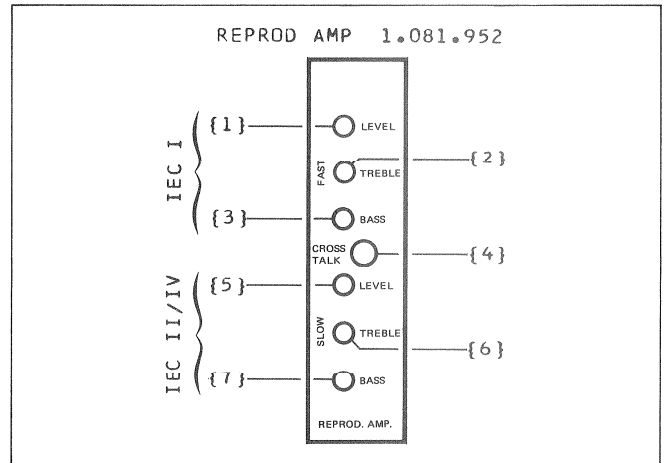 REPROD AMP 1.081.952
IEC I
{1}
LEVEL
{2}
FAST
TREBLE
{3}
BASS
CROSS
TALK
{4}
IEC II/IV
{5}
LEVEL
SLOW
TREBLE
{6}
{7}
BASS
REPROD. AMP.